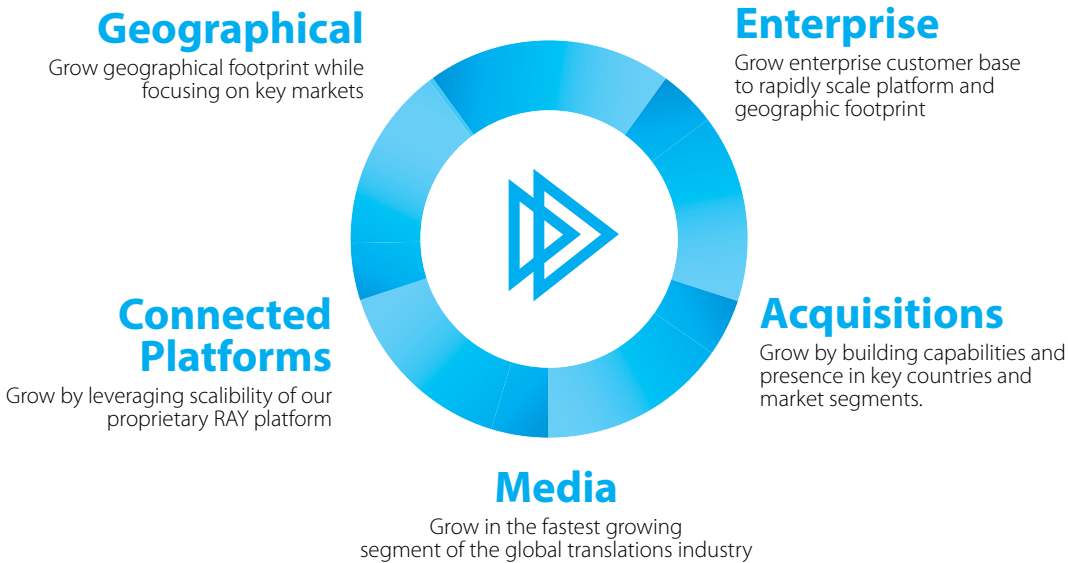 Geographical
Grow geographical footprint while
focusing on key markets
Enterprise
Grow enterprise customer base
to rapidly scale platform and
geographic footprint
Connected
Platforms
Grow by leveraging scalibility of our
proprietary RAY platform
Acquisitions
Grow by building capabilities and
presence in key countries and
market segments.
Media
Grow in the fastest growing
segment of the global translations industry